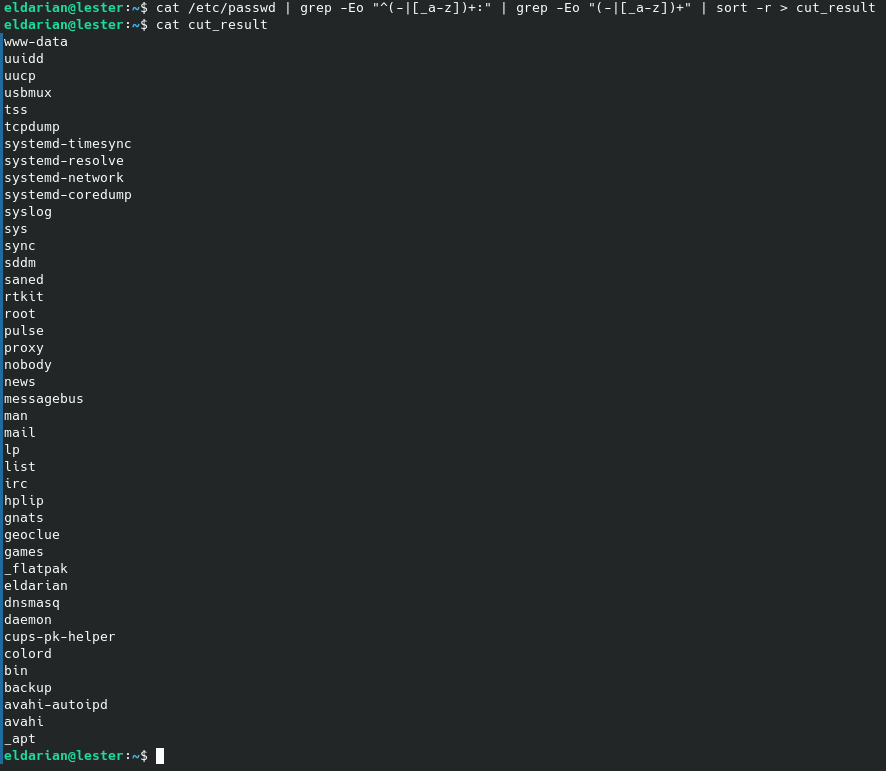 eldarian@lester:~$ cat /etc/passwd | grep -Eo "^(-|[_a-z])+:" | grep -Eo "(-|[_a-z])+" | sort -r > cut_result
eldarian@lester:~$ cat cut_result
www-data
uuidd
uucp
usbmux
tss
tcpdump
systemd-timesync
systemd-resolve
systemd-network
systemd-coredump
syslog
sys
sync
sddm
saned
rtkit
root
pulse
proxy
nobody
news
messagebus
man
mail
lp
list
irc
hplip
gnats
geoclue
games
_flatpak
eldarian
dnsmasq
daemon
cups-pk-helper
colord
bin
backup
avahi-autoipd
avahi
_apt
eldarian@lester:~$